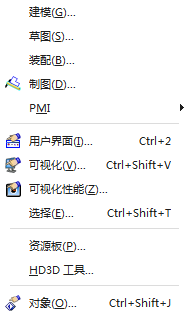 建模(G)...
草图(S)...
装配(B)...
制图(D)...
PMI
用户界面(I)... Ctrl+2
可视化(V)... Ctrl+Shift+V
可视化性能(Z)...
选择(E)... Ctrl+Shift+T
资源板(P)...
HD3D 工具...
对象(O)... Ctrl+Shift+J